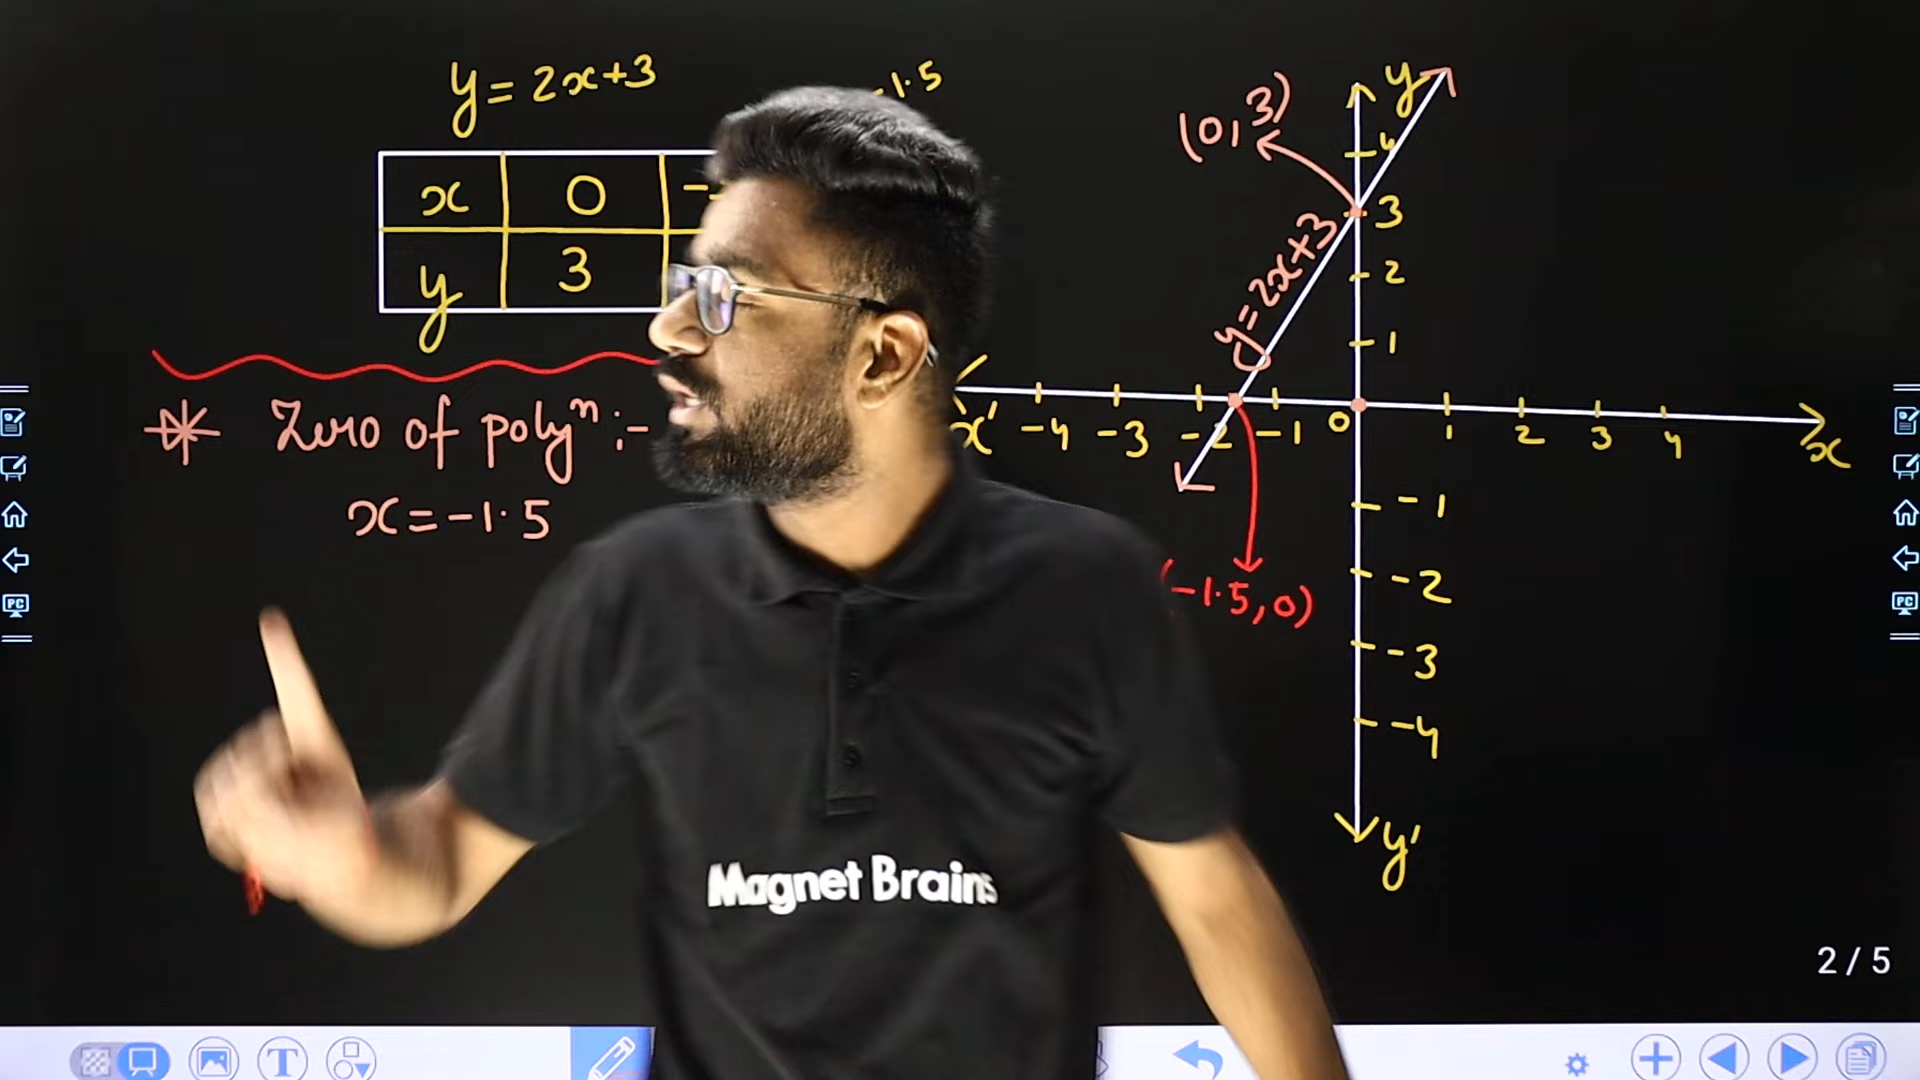 y = 2x+3
-1.5
x 0 -
y 3
Zero of polyⁿ :-
x = -1.5
(0,3)
y
4
3
2
1
y=2x+3
x' -4 -3 -2 -1 0 1 2 3 4 x
-1
-2
-3
-4
y'
(-1.5, 0)
Magnet Brains
2 / 5
PC
PC
T